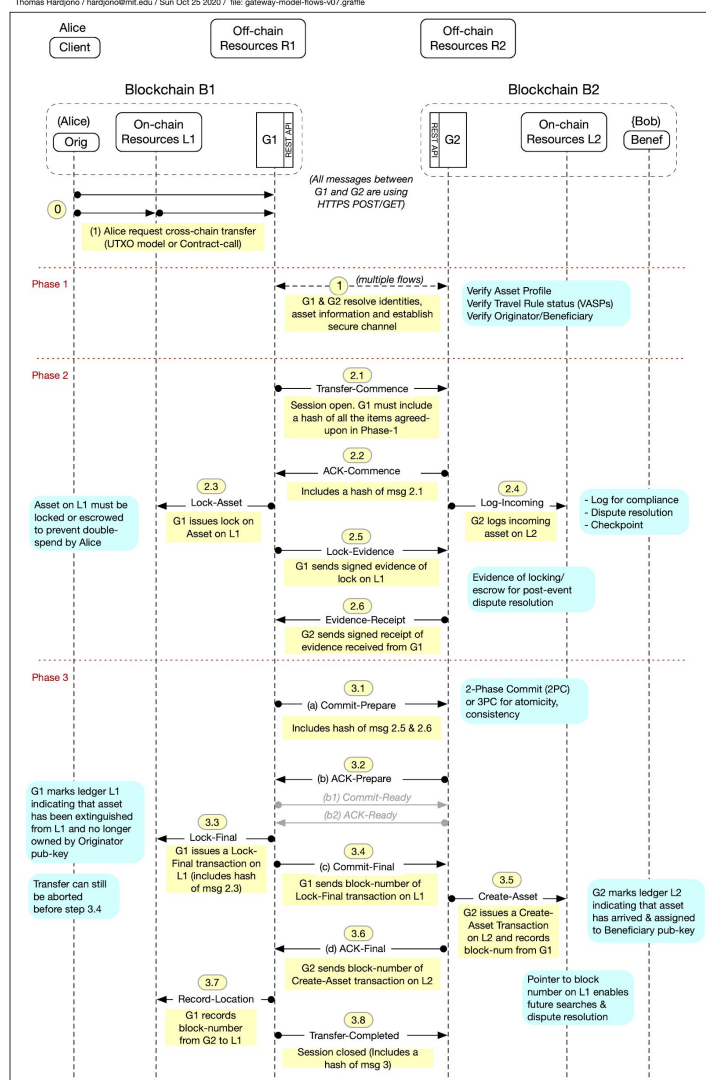 Thomas Hardjono / hardjono@mit.edu / Sun Oct 25 2020 / file: gateway-model-flows-v07.graffle
Alice
Client
Off-chain
Resources R1
Off-chain
Resources R2
Blockchain B1
Blockchain B2
(Alice)
Orig
On-chain
Resources L1
G1
REST API
REST API
G2
On-chain
Resources L2
{Bob)
Benef
(All messages between
G1 and G2 are using
HTTPS POST/GET)
0
(1) Alice request cross-chain transfer
(UTXO model or Contract-call)
Phase 1
1
(multiple flows)
G1 & G2 resolve identities,
asset information and establish
secure channel
Verify Asset Profile
Verify Travel Rule status (VASPs)
Verify Originator/Beneficiary
Phase 2
2.1
Transfer-Commence
Session open. G1 must include
a hash of all the items agreed-
upon in Phase-1
2.2
ACK-Commence
Includes a hash of msg 2.1
2.3
Lock-Asset
G1 issues lock on
Asset on L1
Asset on L1 must be
locked or escrowed
to prevent double-
spend by Alice
2.4
Log-Incoming
G2 logs incoming
asset on L2
- Log for compliance
- Dispute resolution
- Checkpoint
2.5
Lock-Evidence
G1 sends signed evidence of
lock on L1
Evidence of locking/
escrow for post-event
dispute resolution
2.6
Evidence-Receipt
G2 sends signed receipt of
evidence received from G1
Phase 3
3.1
(a) Commit-Prepare
Includes hash of msg 2.5 & 2.6
2-Phase Commit (2PC)
or 3PC for atomicity,
consistency
3.2
(b) ACK-Prepare
(b1) Commit-Ready
(b2) ACK-Ready
G1 marks ledger L1
indicating that asset
has been extinguished
from L1 and no longer
owned by Originator
pub-key
3.3
Lock-Final
G1 issues a Lock-
Final transaction on
L1 (includes hash
of msg 2.3)
Transfer can still
be aborted
before step 3.4
3.4
(c) Commit-Final
G1 sends block-number of
Lock-Final transaction on L1
3.5
Create-Asset
G2 issues a Create-
Asset Transaction
on L2 and records
block-num from G1
G2 marks ledger L2
indicating that asset
has arrived & assigned
to Beneficiary pub-key
3.6
(d) ACK-Final
G2 sends block-number of
Create-Asset transaction on L2
3.7
Record-Location
G1 records
block-number
from G2 to L1
Pointer to block
number on L1 enables
future searches &
dispute resolution
3.8
Transfer-Completed
Session closed (Includes a
hash of msg 3)